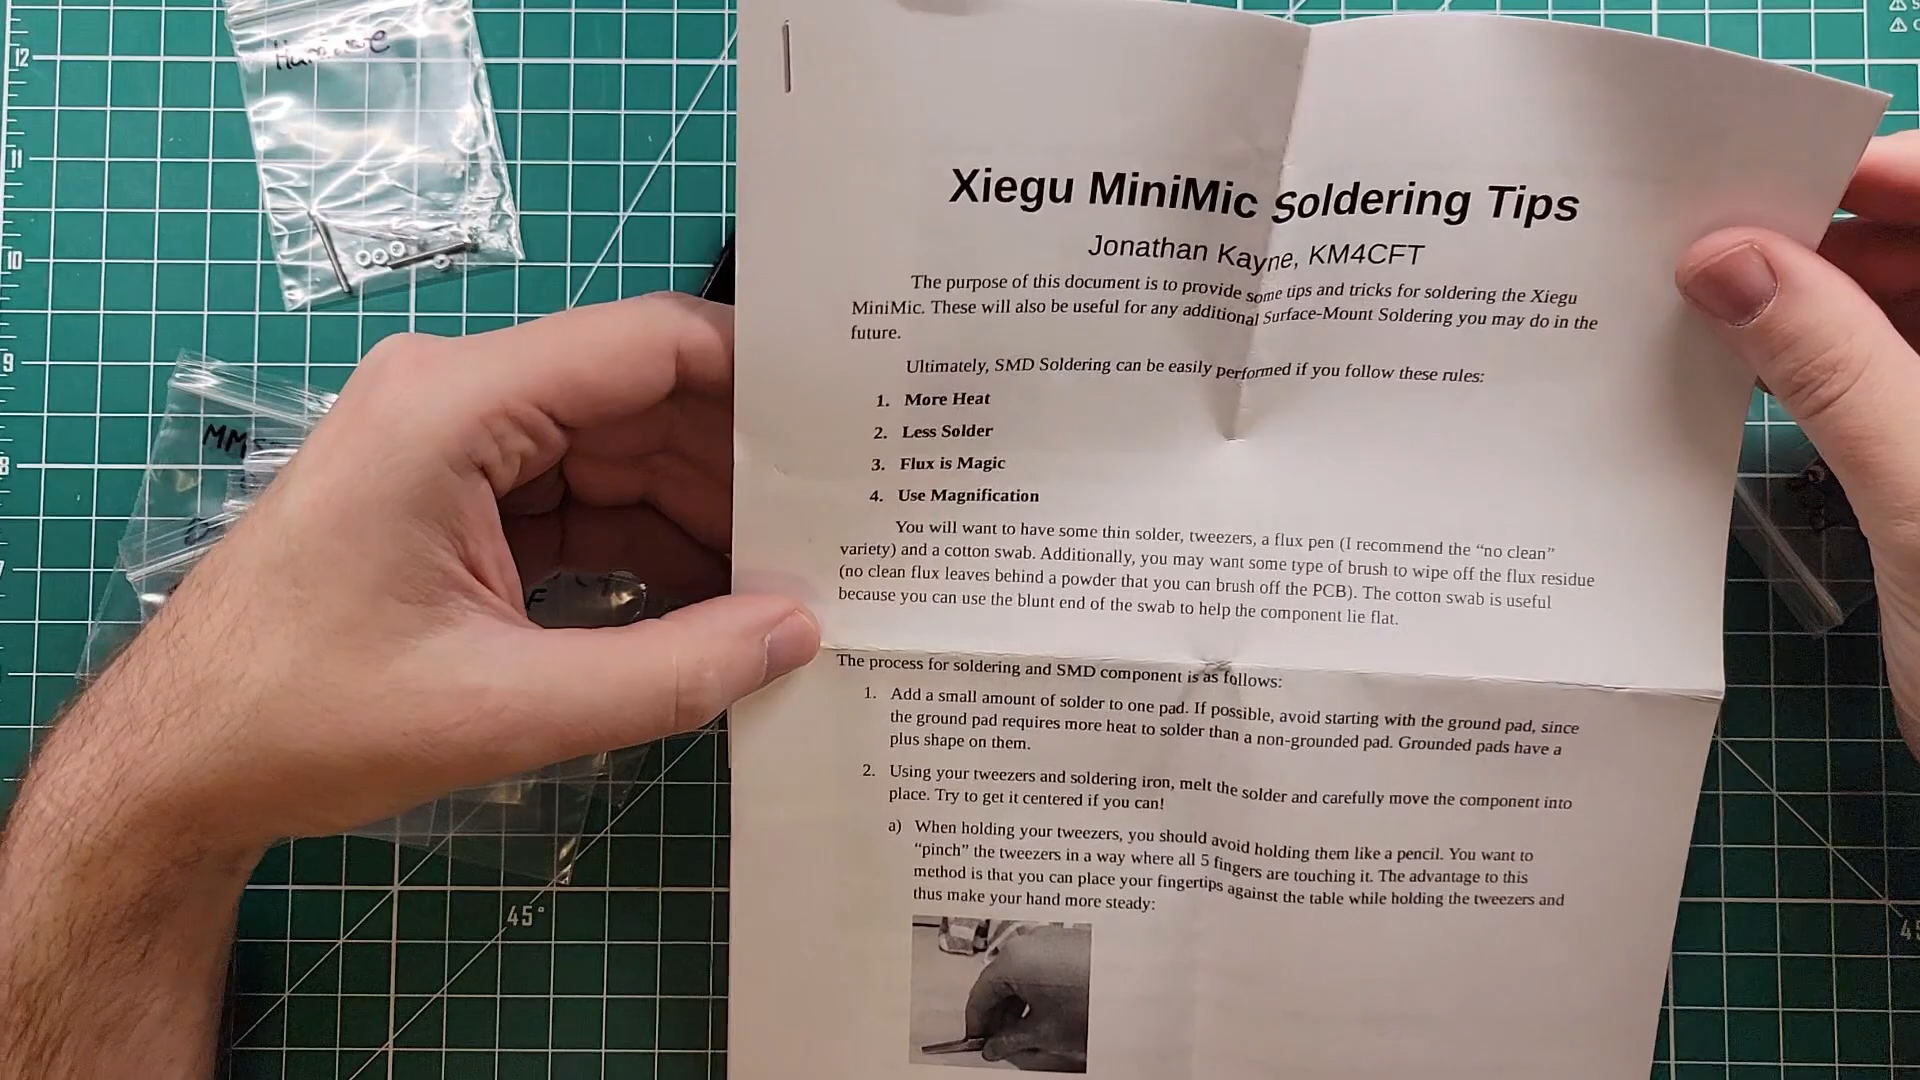 Hardware
12
11
10
9
8
7
MM
F
45°
45
Xiegu MiniMic Soldering Tips
Jonathan Kayne, KM4CFT
The purpose of this document is to provide some tips and tricks for soldering the Xiegu
MiniMic. These will also be useful for any additional Surface-Mount Soldering you may do in the
future.
Ultimately, SMD Soldering can be easily performed if you follow these rules:
1. More Heat
2. Less Solder
3. Flux is Magic
4. Use Magnification
You will want to have some thin solder, tweezers, a flux pen (I recommend the “no clean”
variety) and a cotton swab. Additionally, you may want some type of brush to wipe off the flux residue
(no clean flux leaves behind a powder that you can brush off the PCB). The cotton swab is useful
because you can use the blunt end of the swab to help the component lie flat.
The process for soldering and SMD component is as follows:
1. Add a small amount of solder to one pad. If possible, avoid starting with the ground pad, since
the ground pad requires more heat to solder than a non-grounded pad. Grounded pads have a
plus shape on them.
2. Using your tweezers and soldering iron, melt the solder and carefully move the component into
place. Try to get it centered if you can!
a) When holding your tweezers, you should avoid holding them like a pencil. You want to
“pinch” the tweezers in a way where all 5 fingers are touching it. The advantage to this
method is that you can place your fingertips against the table while holding the tweezers and
thus make your hand more steady: